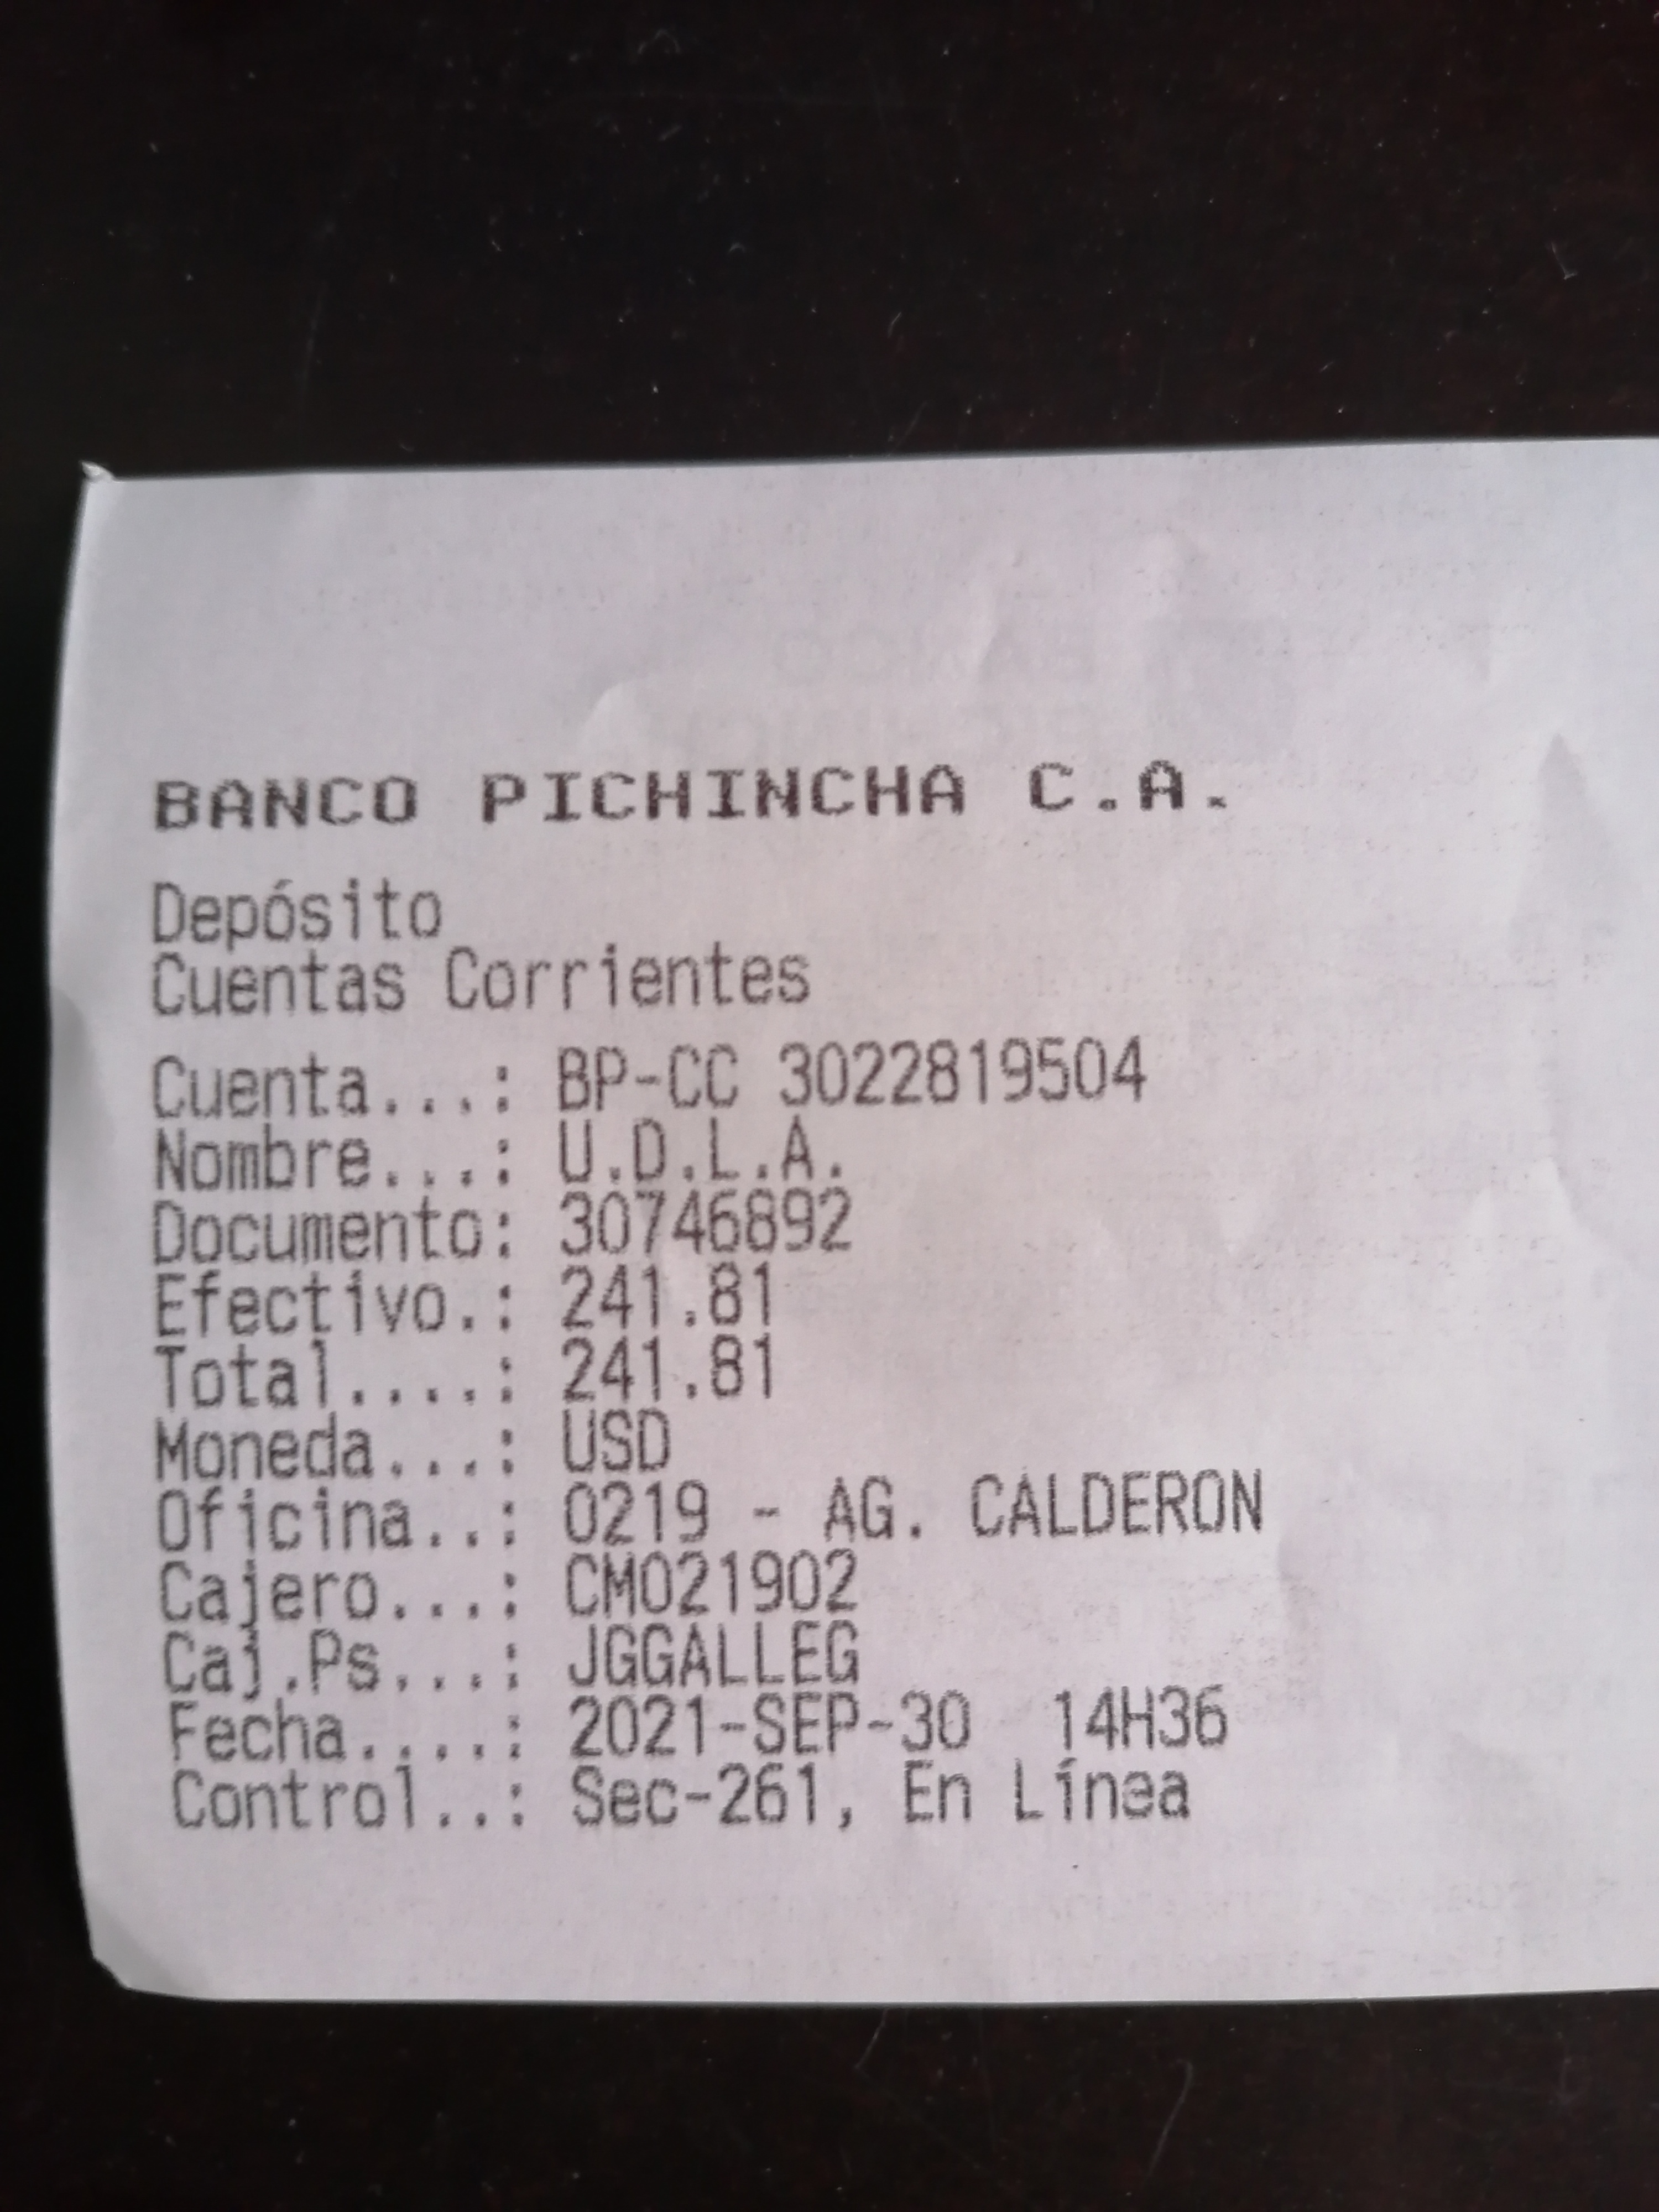 BANCO PICHINCHA C.A.
Depósito
Cuentas Corrientes
Cuenta...: BP-CC 3022819504
Nombre...: U.D.L.A.
Documento: 30746892
Efectivo.: 241.81
Total....: 241.81
Moneda...: USD
Oficina..: 0219 - AG. CALDERON
Cajero...: CM021902
Caj.Ps...: JGGALLEG
Fecha....: 2021-SEP-30 14H36
Control..: Sec-261, En Línea